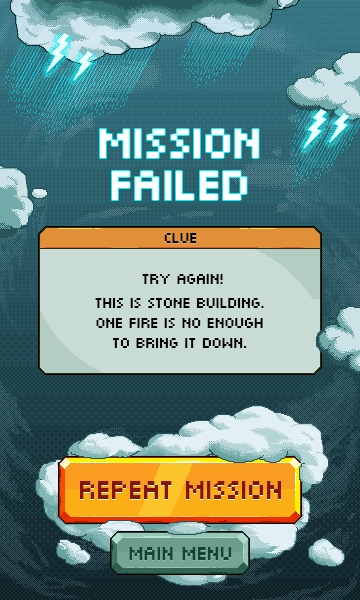 MISSION
FAILED
CLUE
TRY AGAIN!
THIS IS STONE BUILDING.
ONE FIRE IS NO ENOUGH
TO BRING IT DOWN.
REPEAT MISSION
MAIN MENU